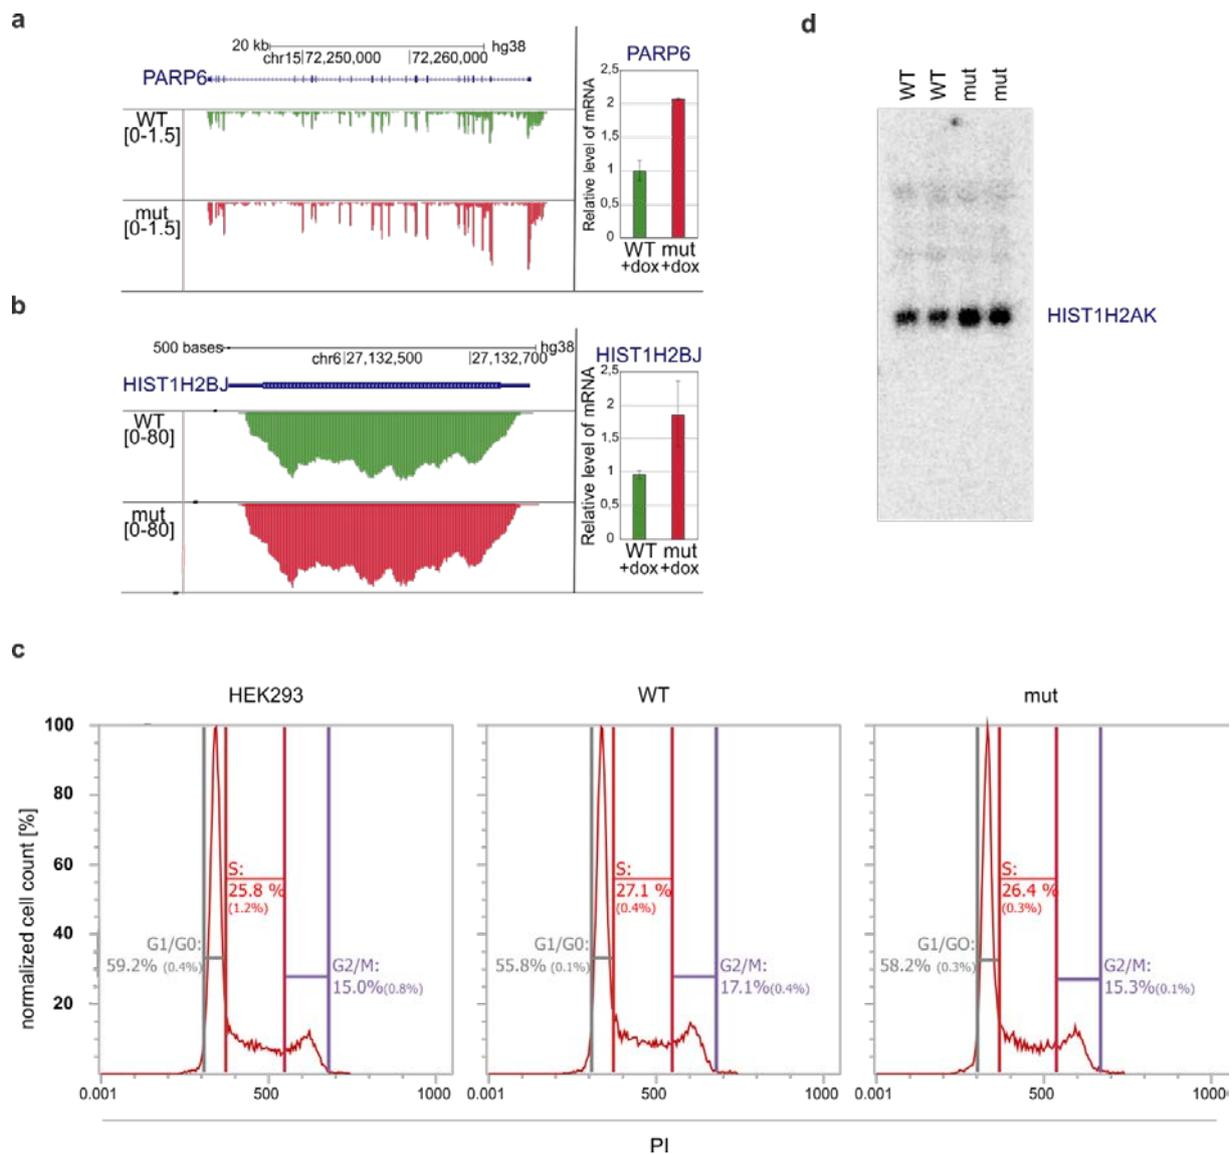 a
20 kb
hg38
chr15
72,250,000
72,260,000
PARP6
WT
[0-1.5]
mut
[0-1.5]
PARP6
Relative level of mRNA
2,5
2
1,5
1
0,5
0
WT mut
+dox +dox
b
500 bases
hg38
chr6
27,132,500
27,132,700
HIST1H2BJ
WT
[0-80]
mut
[0-80]
HIST1H2BJ
Relative level of mRNA
2,5
2
1,5
1
0,5
0
WT mut
+dox +dox
d
WT
WT
mut
mut
HIST1H2AK
c
HEK293
WT
mut
normalized cell count [%]
100
80
60
40
20
S:
25.8 %
(1.2%)
G1/G0:
59.2% (0.4%)
G2/M:
15.0%(0.8%)
0.001
500
1000
S:
27.1 %
(0.4%)
G1/G0:
55.8% (0.1%)
G2/M:
17.1%(0.4%)
0.001
500
1000
S:
26.4 %
(0.3%)
G1/GO:
58.2% (0.3%)
G2/M:
15.3%(0.1%)
0.001
500
1000
PI